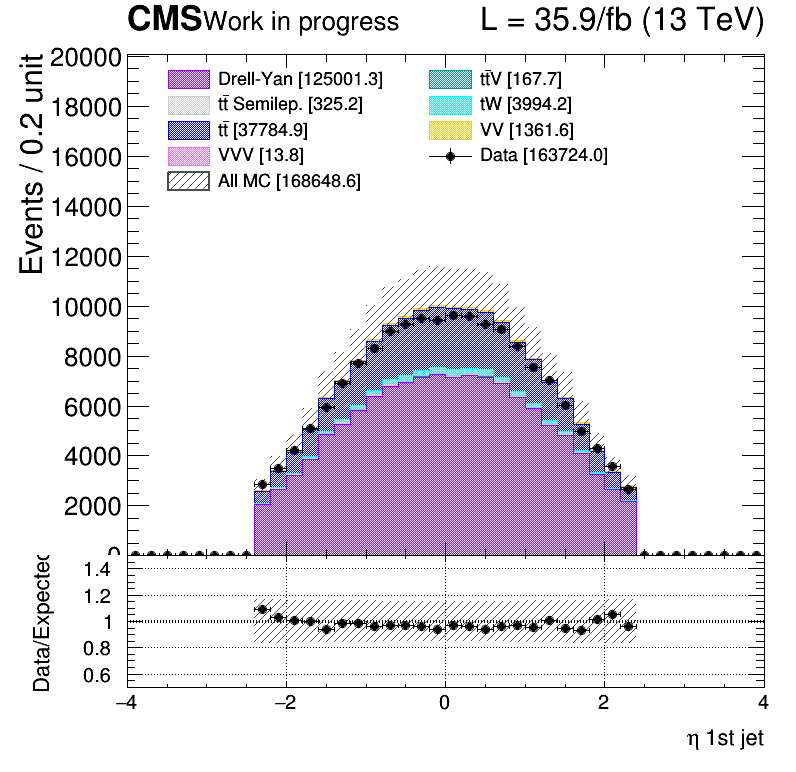 CMS Work in progress L = 35.9/fb (13 TeV)
Events / 0.2 unit
20000
18000
16000
14000
12000
10000
8000
6000
4000
2000
0
Drell-Yan [125001.3]
tt̄ Semilep. [325.2]
tt̄ [37784.9]
VVV [13.8]
All MC [168648.6]
tt̄V [167.7]
tW [3994.2]
VV [1361.6]
Data [163724.0]
Data/Expected
1.4
1.2
1
0.8
0.6
−4 −2 0 2 4
η 1st jet